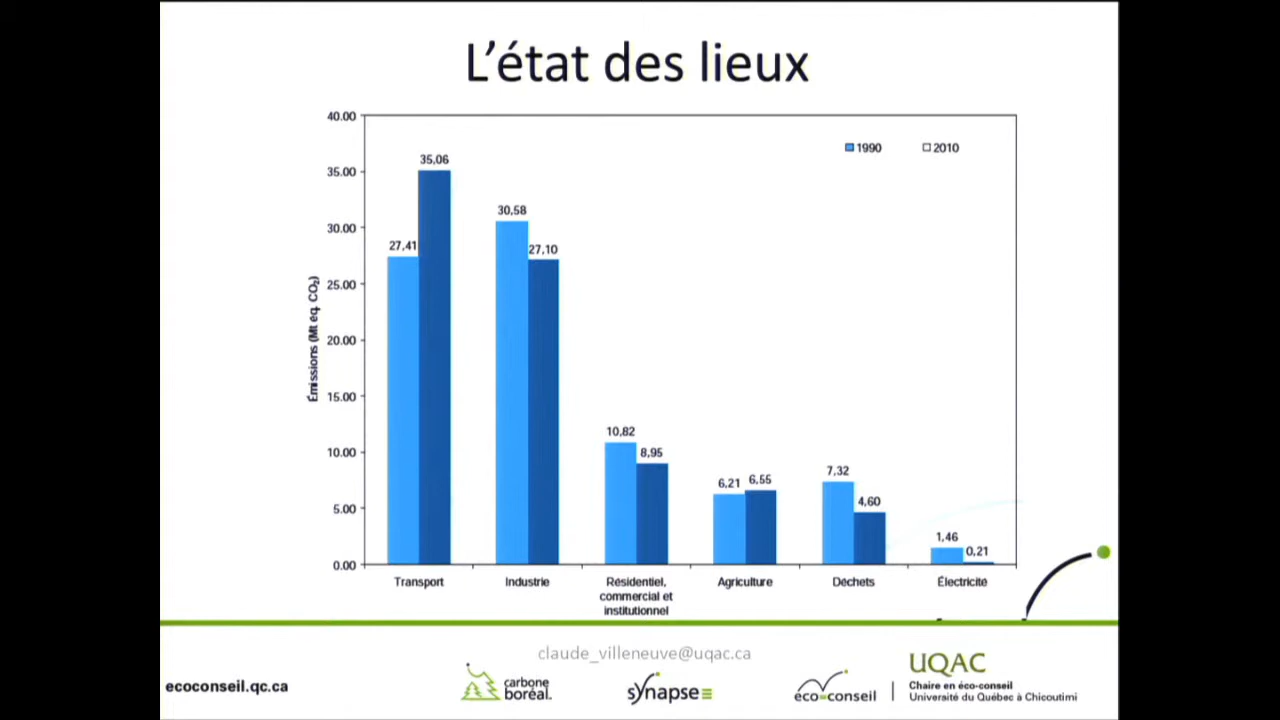 L'état des lieux
40.00
35.00
30.00
25.00
20.00
15.00
10.00
5.00
0.00
Émissions (Mt éq. CO₂)
1990
2010
27,41
35,06
30,58
27,10
10,82
8,95
6,21
6,55
7,32
4,60
1,46
0,21
Transport
Industrie
Résidentiel,
commercial et
institutionnel
Agriculture
Déchets
Électricité
claude_villeneuve@uqac.ca
ecoconseil.qc.ca
carbone
boréal.
synapse
éco-conseil
UQAC
Chaire en éco-conseil
Université du Québec à Chicoutimi